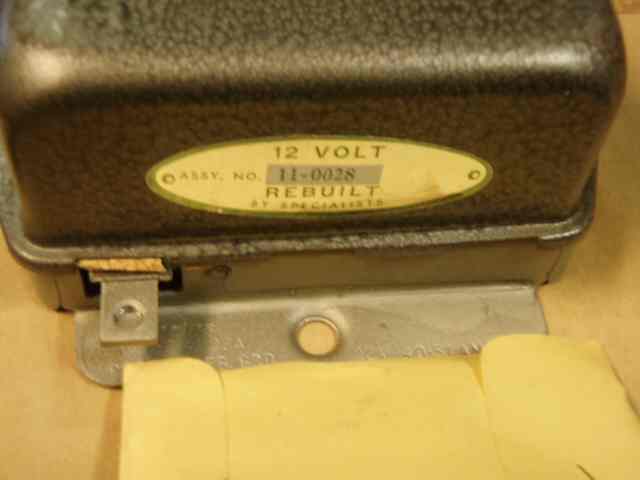 12 VOLT
ASSY. NO. 11-0028
REBUILT
BY SPECIALISTS